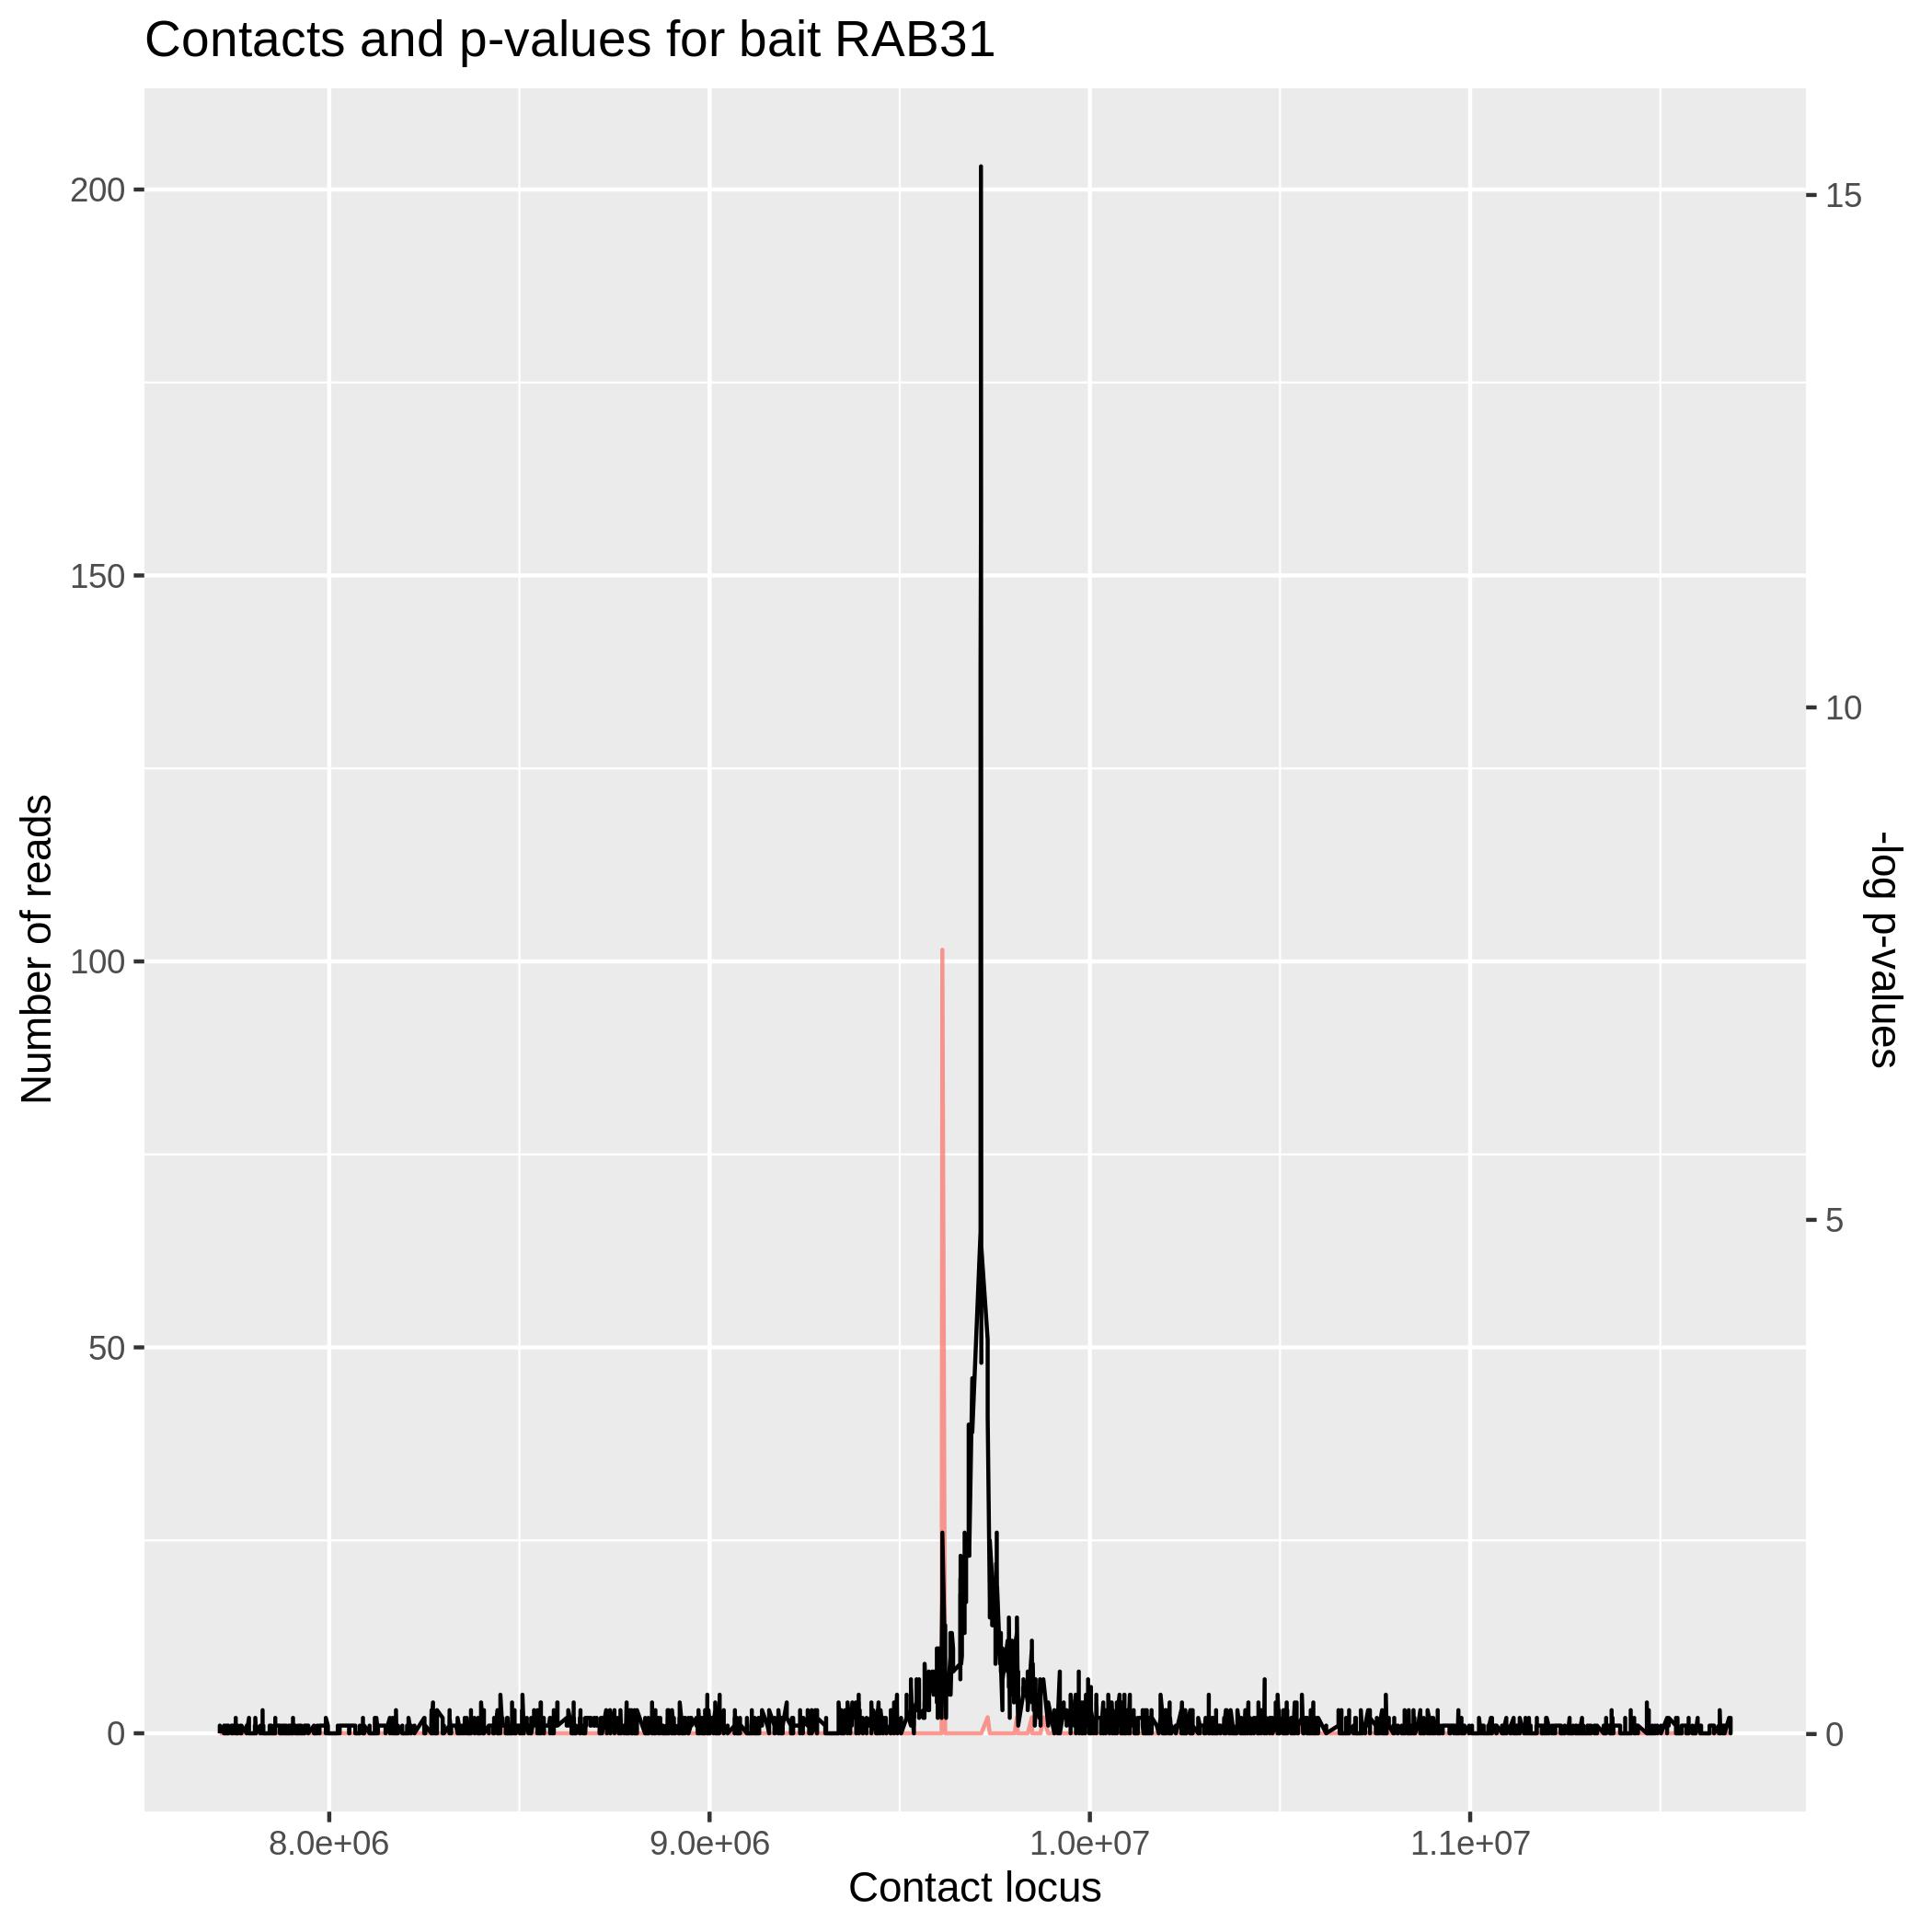 Contacts and p-values for bait RAB31
200
150
100
50
0
Number of reads
15
10
5
0
-log p-values
8.0e+06
9.0e+06
1.0e+07
1.1e+07
Contact locus